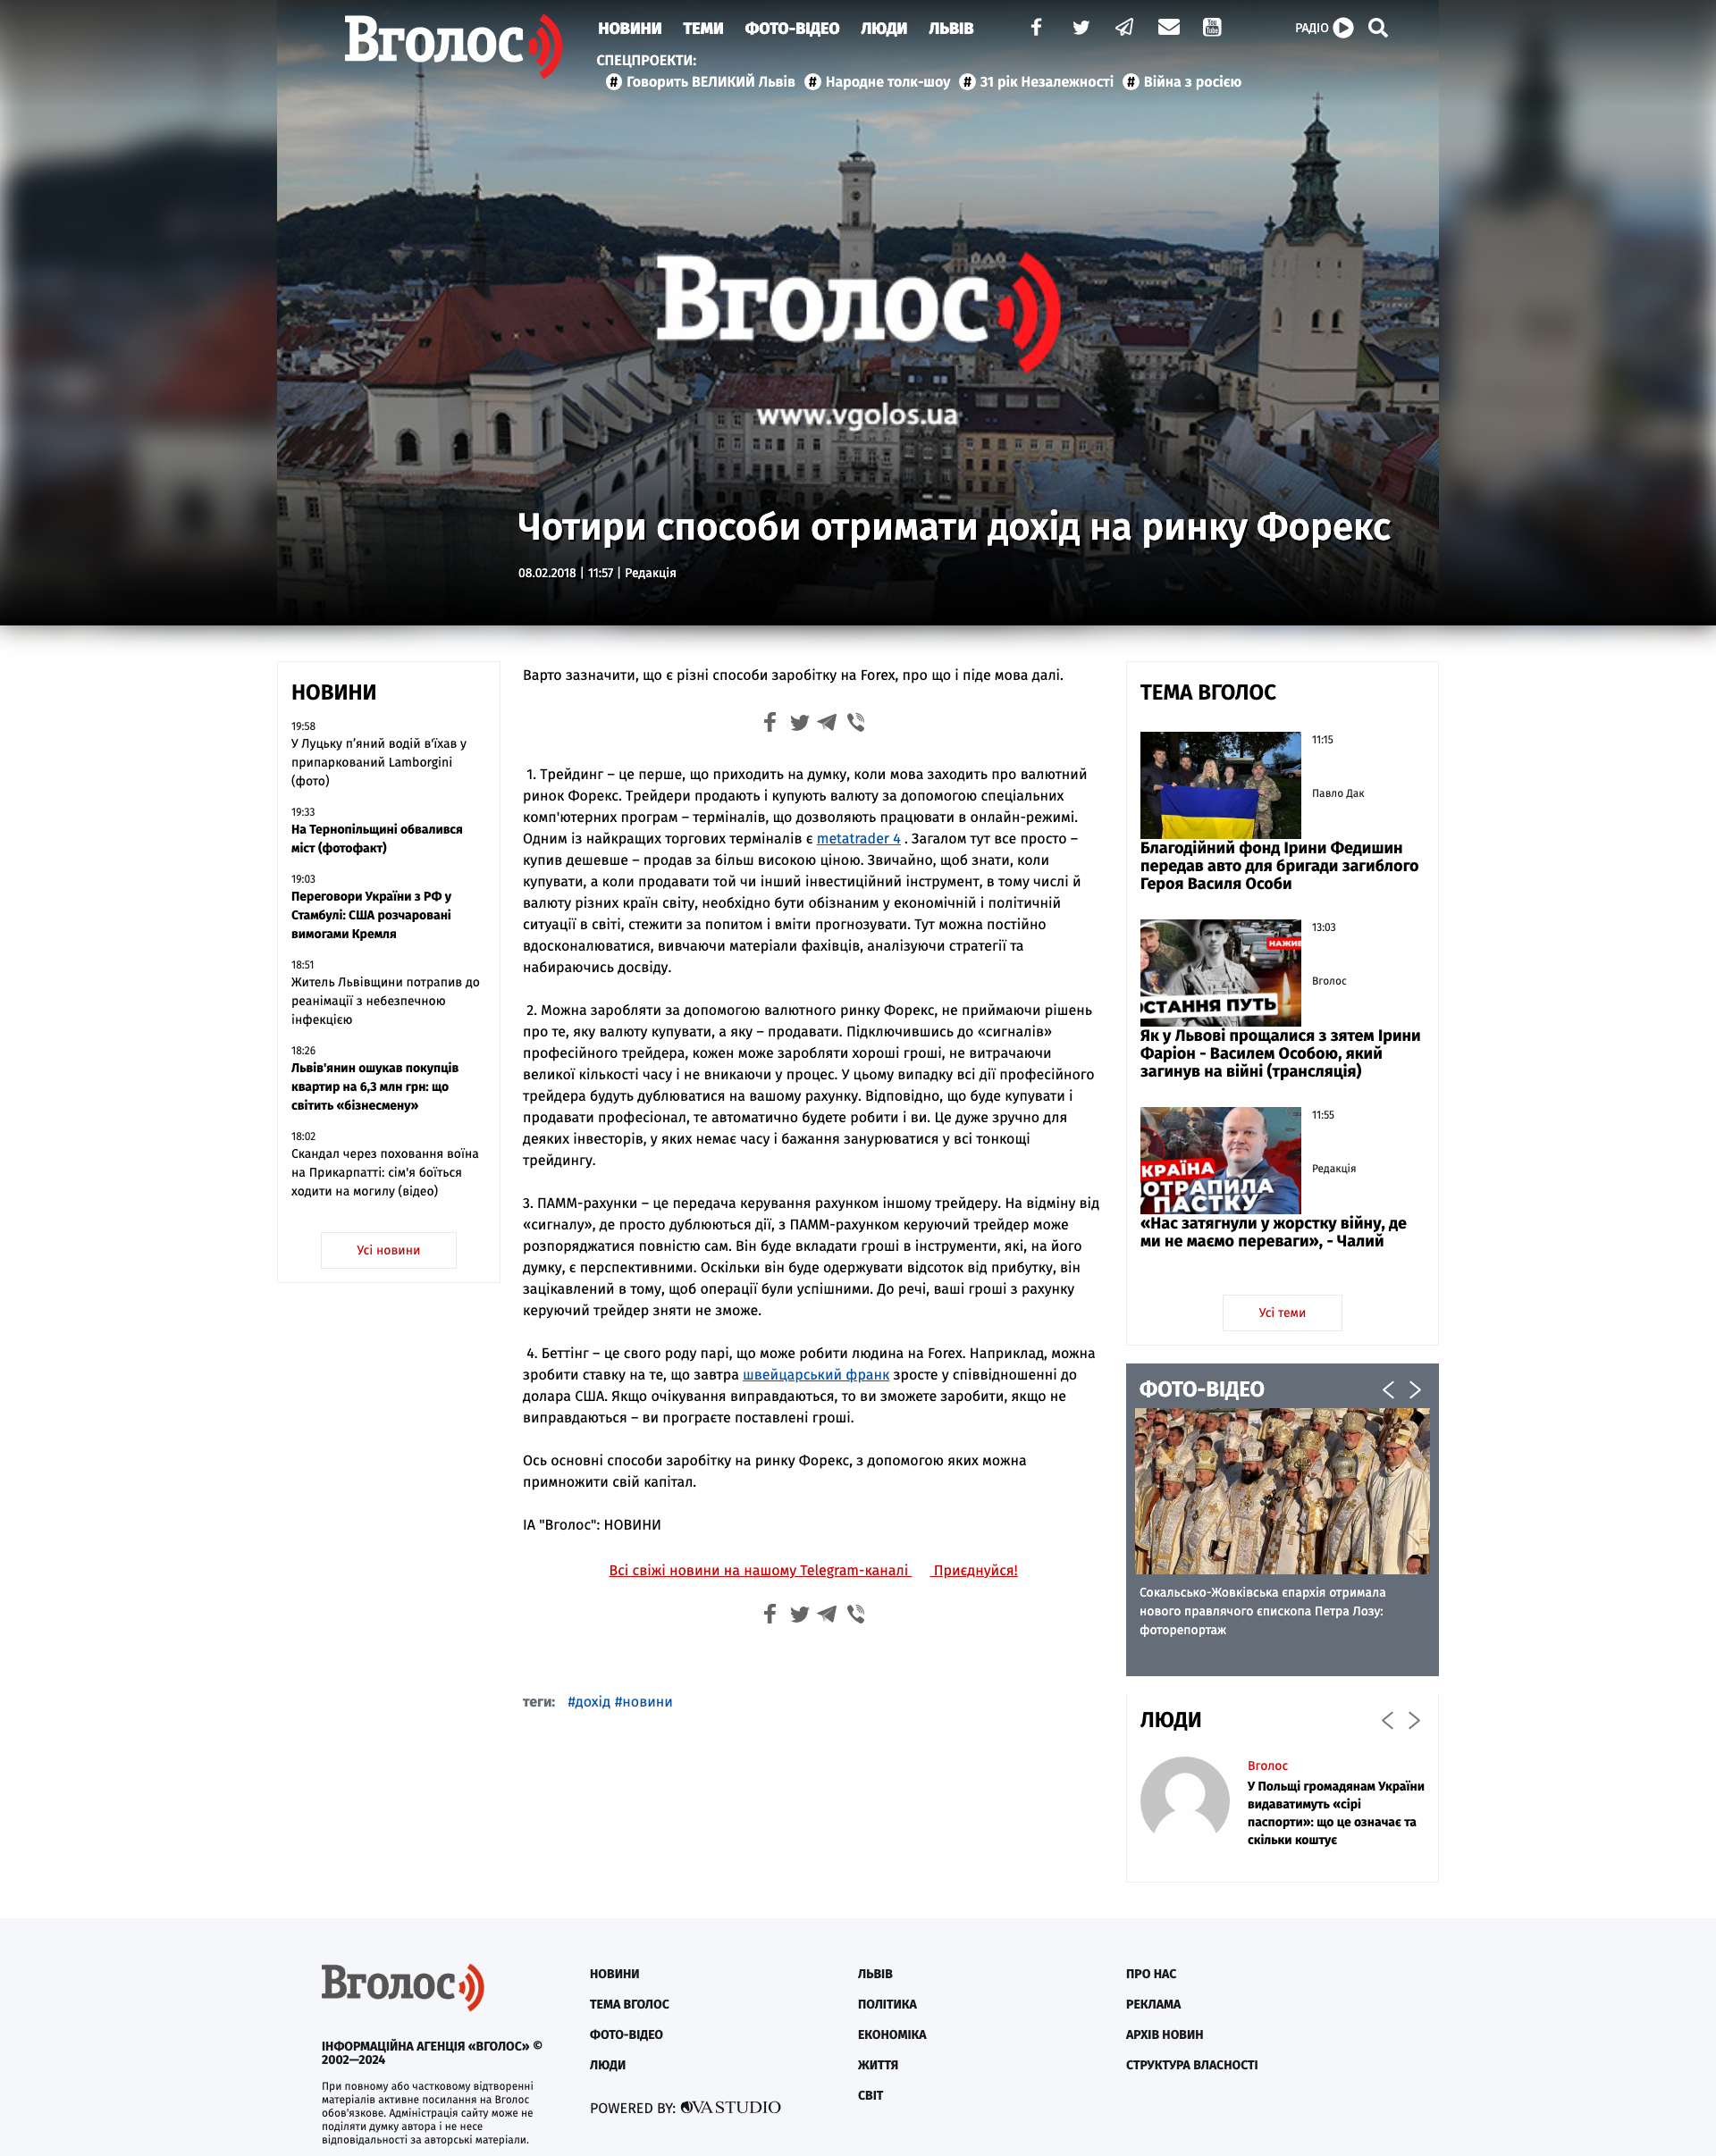 Вголос
НОВИНИ ТЕМИ ФОТО-ВІДЕО ЛЮДИ ЛЬВІВ
You Tube
РАДІО
СПЕЦПРОЕКТИ:
# Говорить ВЕЛИКИЙ Львів # Народне толк-шоу # 31 рік Незалежності # Війна з росією
Вголос
www.vgolos.ua
Чотири способи отримати дохід на ринку Форекс
08.02.2018 | 11:57 | Редакція
НОВИНИ
19:58
У Луцьку п’яний водій в'їхав у
припаркований Lamborgini
(фото)
19:33
На Тернопільщині обвалився
міст (фотофакт)
19:03
Переговори України з РФ у
Стамбулі: США розчаровані
вимогами Кремля
18:51
Житель Львівщини потрапив до
реанімації з небезпечною
інфекцією
18:26
Львів'янин ошукав покупців
квартир на 6,3 млн грн: що
світить «бізнесмену»
18:02
Скандал через поховання воїна
на Прикарпатті: сім'я боїться
ходити на могилу (відео)
Усі новини
Варто зазначити, що є різні способи заробітку на Forex, про що і піде мова далі.
1. Трейдинг – це перше, що приходить на думку, коли мова заходить про валютний
ринок Форекс. Трейдери продають і купують валюту за допомогою спеціальних
комп'ютерних програм – терміналів, що дозволяють працювати в онлайн-режимі.
Одним із найкращих торгових терміналів є metatrader 4 . Загалом тут все просто –
купив дешевше – продав за більш високою ціною. Звичайно, щоб знати, коли
купувати, а коли продавати той чи інший інвестиційний інструмент, в тому числі й
валюту різних країн світу, необхідно бути обізнаним у економічній і політичній
ситуації в світі, стежити за попитом і вміти прогнозувати. Тут можна постійно
вдосконалюватися, вивчаючи матеріали фахівців, аналізуючи стратегії та
набираючись досвіду.
2. Можна заробляти за допомогою валютного ринку Форекс, не приймаючи рішень
про те, яку валюту купувати, а яку – продавати. Підключившись до «сигналів»
професійного трейдера, кожен може заробляти хороші гроші, не витрачаючи
великої кількості часу і не вникаючи у процес. У цьому випадку всі дії професійного
трейдера будуть дублюватися на вашому рахунку. Відповідно, що буде купувати і
продавати професіонал, те автоматично будете робити і ви. Це дуже зручно для
деяких інвесторів, у яких немає часу і бажання занурюватися у всі тонкощі
трейдингу.
3. ПАММ-рахунки – це передача керування рахунком іншому трейдеру. На відміну від
«сигналу», де просто дублюються дії, з ПАММ-рахунком керуючий трейдер може
розпоряджатися повністю сам. Він буде вкладати гроші в інструменти, які, на його
думку, є перспективними. Оскільки він буде одержувати відсоток від прибутку, він
зацікавлений в тому, щоб операції були успішними. До речі, ваші гроші з рахунку
керуючий трейдер зняти не зможе.
4. Беттінг – це свого роду парі, що може робити людина на Forex. Наприклад, можна
зробити ставку на те, що завтра швейцарський франк зросте у співвідношенні до
долара США. Якщо очікування виправдаються, то ви зможете заробити, якщо не
виправдаються – ви програєте поставлені гроші.
Ось основні способи заробітку на ринку Форекс, з допомогою яких можна
примножити свій капітал.
ІА "Вголос": НОВИНИ
Всі свіжі новини на нашому Telegram-каналі Приєднуйся!
теги: #дохід #новини
ТЕМА ВГОЛОС
11:15
Павло Дак
Благодійний фонд Ірини Федишин
передав авто для бригади загиблого
Героя Василя Особи
НАЖИВ
ОСТАННЯ ПУТЬ
13:03
Вголос
Як у Львові прощалися з зятем Ірини
Фаріон - Василем Особою, який
загинув на війні (трансляція)
КРАЇНА
ОТРАПИЛА
ПАСТКУ
11:55
Редакція
«Нас затягнули у жорстку війну, де
ми не маємо переваги», - Чалий
Усі теми
ФОТО-ВІДЕО
Сокальсько-Жовківська єпархія отримала
нового правлячого єпископа Петра Лозу:
фоторепортаж
ЛЮДИ
Вголос
У Польщі громадянам України
видаватимуть «сірі
паспорти»: що це означає та
скільки коштує
Вголос
ІНФОРМАЦІЙНА АГЕНЦІЯ «ВГОЛОС» ©
2002—2024
При повному або частковому відтворенні
матеріалів активне посилання на Вголос
обов'язкове. Адміністрація сайту може не
поділяти думку автора і не несе
відповідальності за авторські матеріали.
НОВИНИ
ТЕМА ВГОЛОС
ФОТО-ВІДЕО
ЛЮДИ
POWERED BY: OVA STUDIO
ЛЬВІВ
ПОЛІТИКА
ЕКОНОМІКА
ЖИТТЯ
СВІТ
ПРО НАС
РЕКЛАМА
АРХІВ НОВИН
СТРУКТУРА ВЛАСНОСТІ